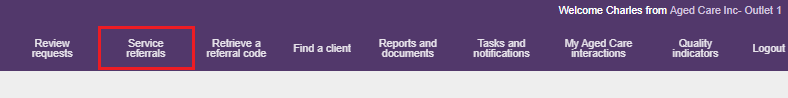 Welcome Charles from Aged Care Inc- Outlet 1
Review requests
Service referrals
Retrieve a referral code
Find a client
Reports and documents
Tasks and notifications
My Aged Care interactions
Quality indicators
Logout